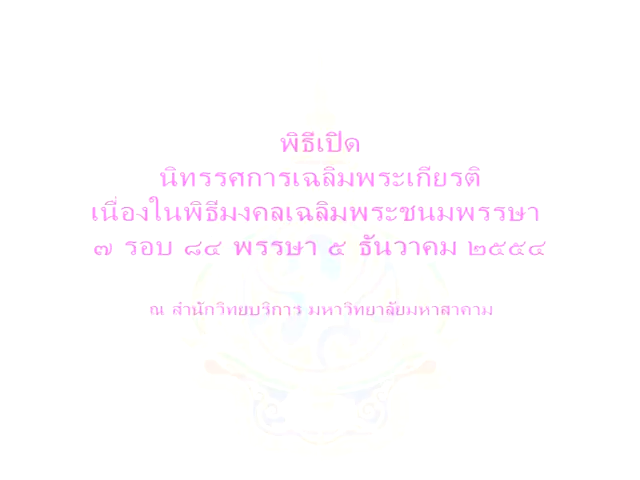 พิธีเปิด
นิทรรศการเฉลิมพระเกียรติ
เนื่องในพิธีมงคลเฉลิมพระชนมพรรษา
๗ รอบ ๘๔ พรรษา ๕ ธันวาคม ๒๕๕๔
ณ สำนักวิทยบริการ มหาวิทยาลัยมหาสาคาม